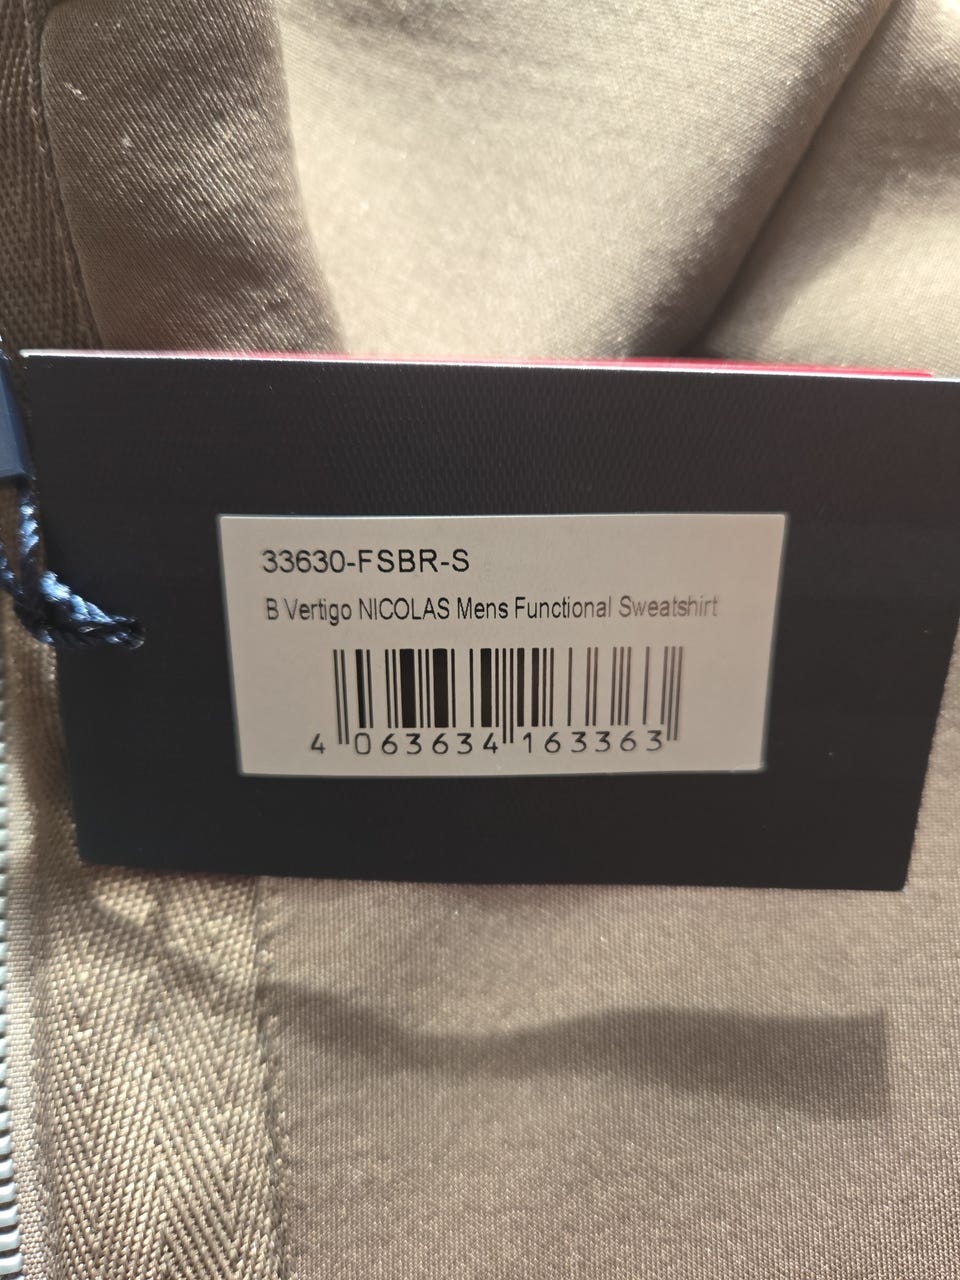 33630-FSBR-S
B Vertigo NICOLAS Mens Functional Sweatshirt
4 063634 163363